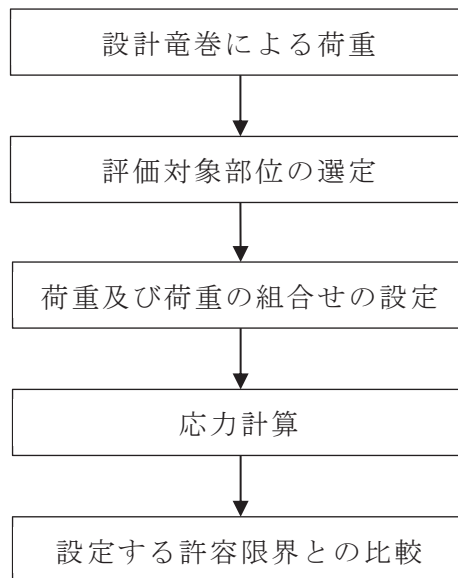 設計竜巻による荷重
評価対象部位の選定
荷重及び荷重の組合せの設定
応力計算
設定する許容限界との比較